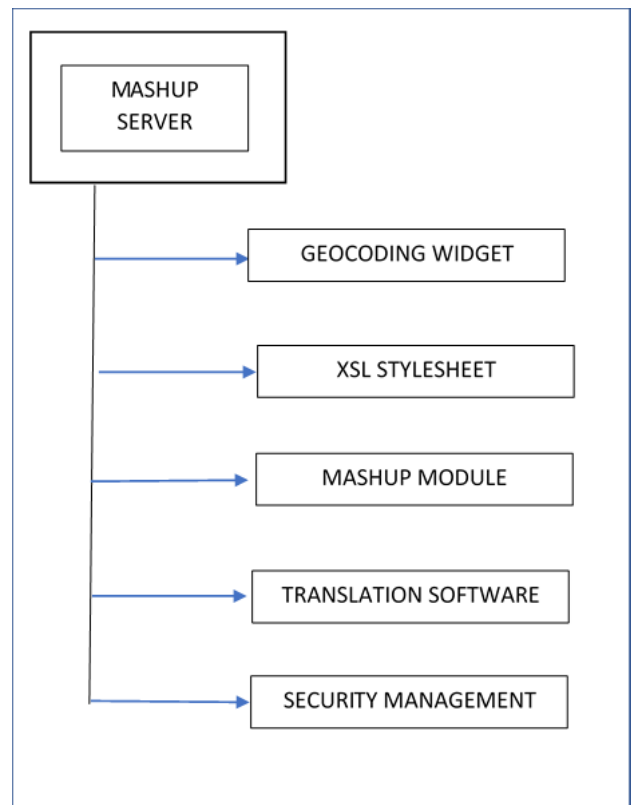 MASHUP
SERVER
GEOCODING WIDGET
XSL STYLESHEET
MASHUP MODULE
TRANSLATION SOFTWARE
SECURITY MANAGEMENT